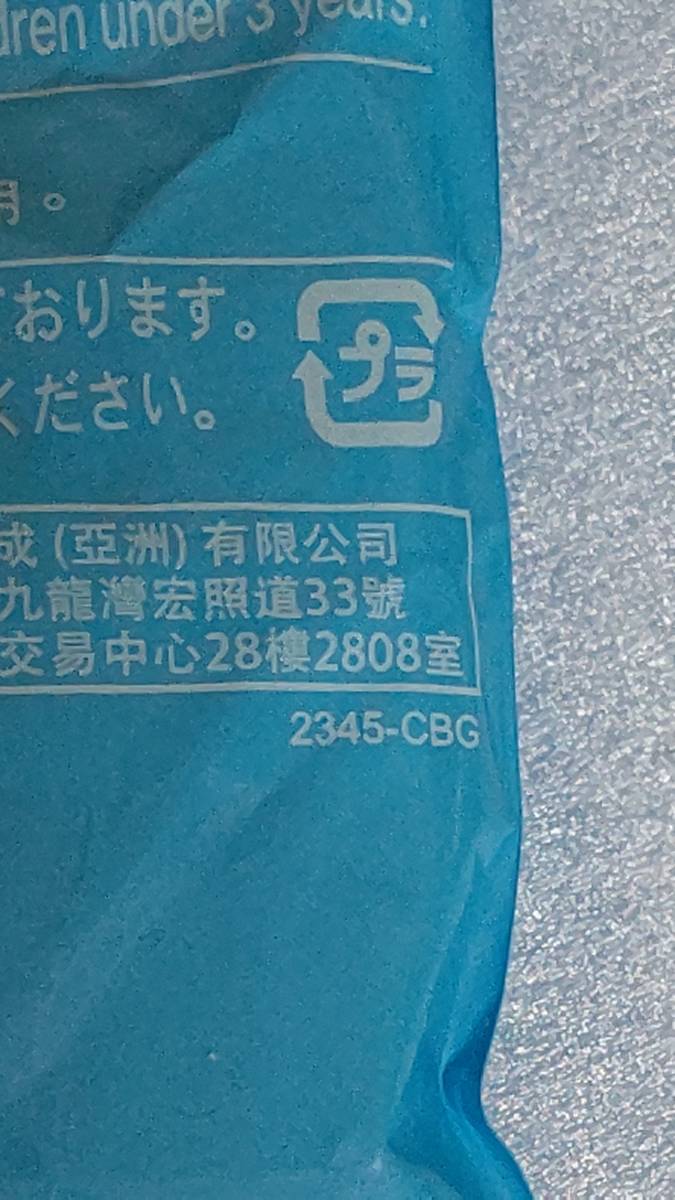 dren under 3 years.
月。
ております。
ください。
プラ
成 (亞洲) 有限公司
九龍灣宏照道33號
交易中心28樓2808室
2345-CBG